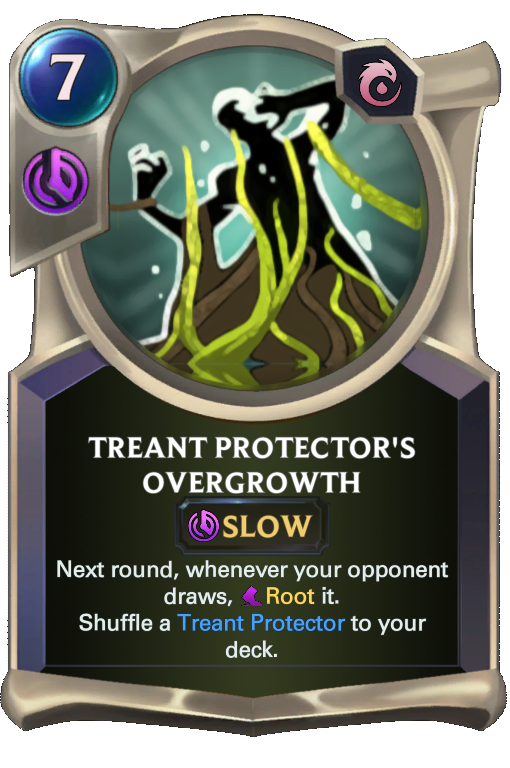 7
TREANT PROTECTOR'S
OVERGROWTH
SLOW
Next round, whenever your opponent
draws, Root it.
Shuffle a Treant Protector to your
deck.